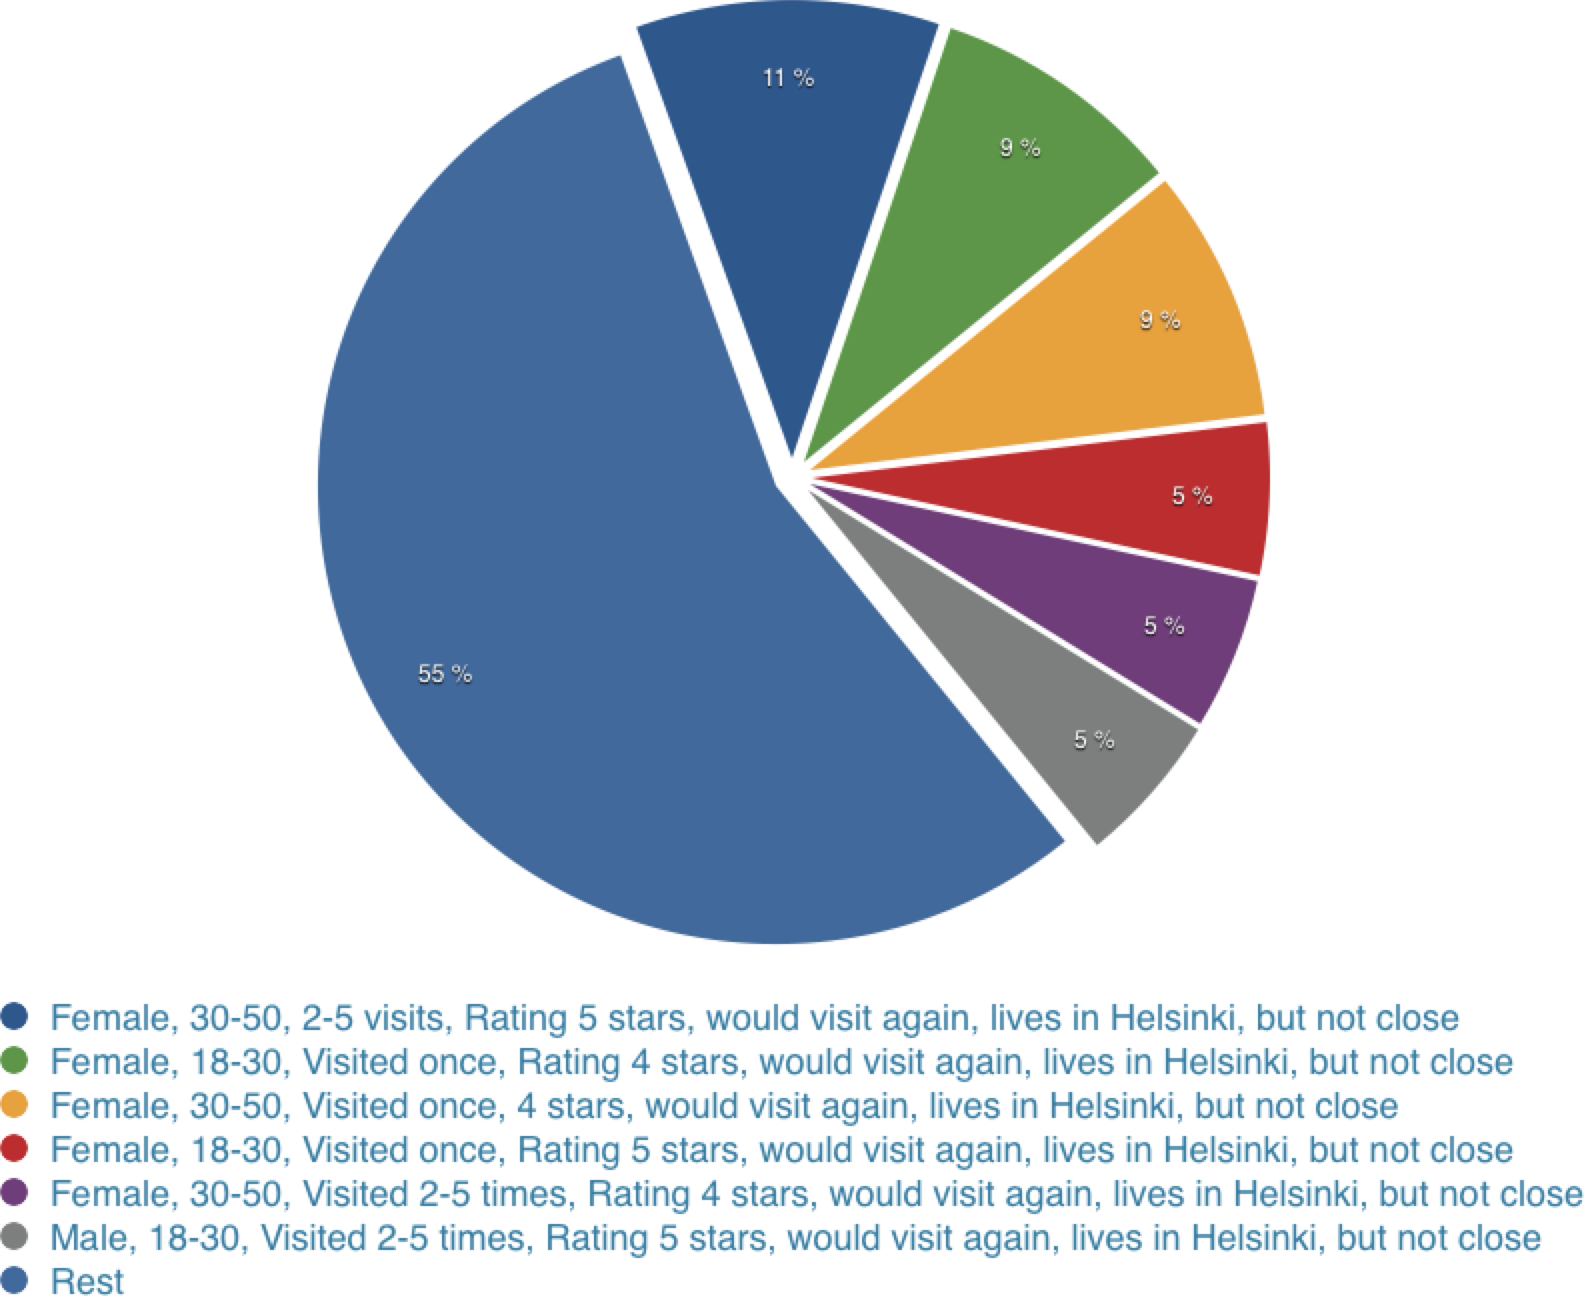 11 %
9 %
9 %
5 %
5 %
55 %
5 %
Female, 30-50, 2-5 visits, Rating 5 stars, would visit again, lives in Helsinki, but not close
Female, 18-30, Visited once, Rating 4 stars, would visit again, lives in Helsinki, but not close
Female, 30-50, Visited once, 4 stars, would visit again, lives in Helsinki, but not close
Female, 18-30, Visited once, Rating 5 stars, would visit again, lives in Helsinki, but not close
Female, 30-50, Visited 2-5 times, Rating 4 stars, would visit again, lives in Helsinki, but not close
Male, 18-30, Visited 2-5 times, Rating 5 stars, would visit again, lives in Helsinki, but not close
Rest